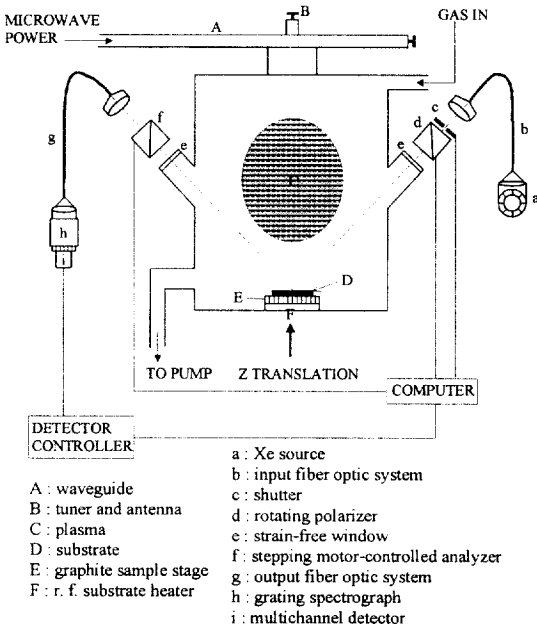 MICROWAVE
POWER
A
B
GAS IN
f
e
g
h
i
c
d
e
b
a
D
E
F
TO PUMP
Z TRANSLATION
COMPUTER
DETECTOR
CONTROLLER
A : waveguide
B : tuner and antenna
C : plasma
D : substrate
E : graphite sample stage
F : r. f. substrate heater
a : Xe source
b : input fiber optic system
c : shutter
d : rotating polarizer
e : strain-free window
f : stepping motor-controlled analyzer
g : output fiber optic system
h : grating spectrograph
i : multichannel detector